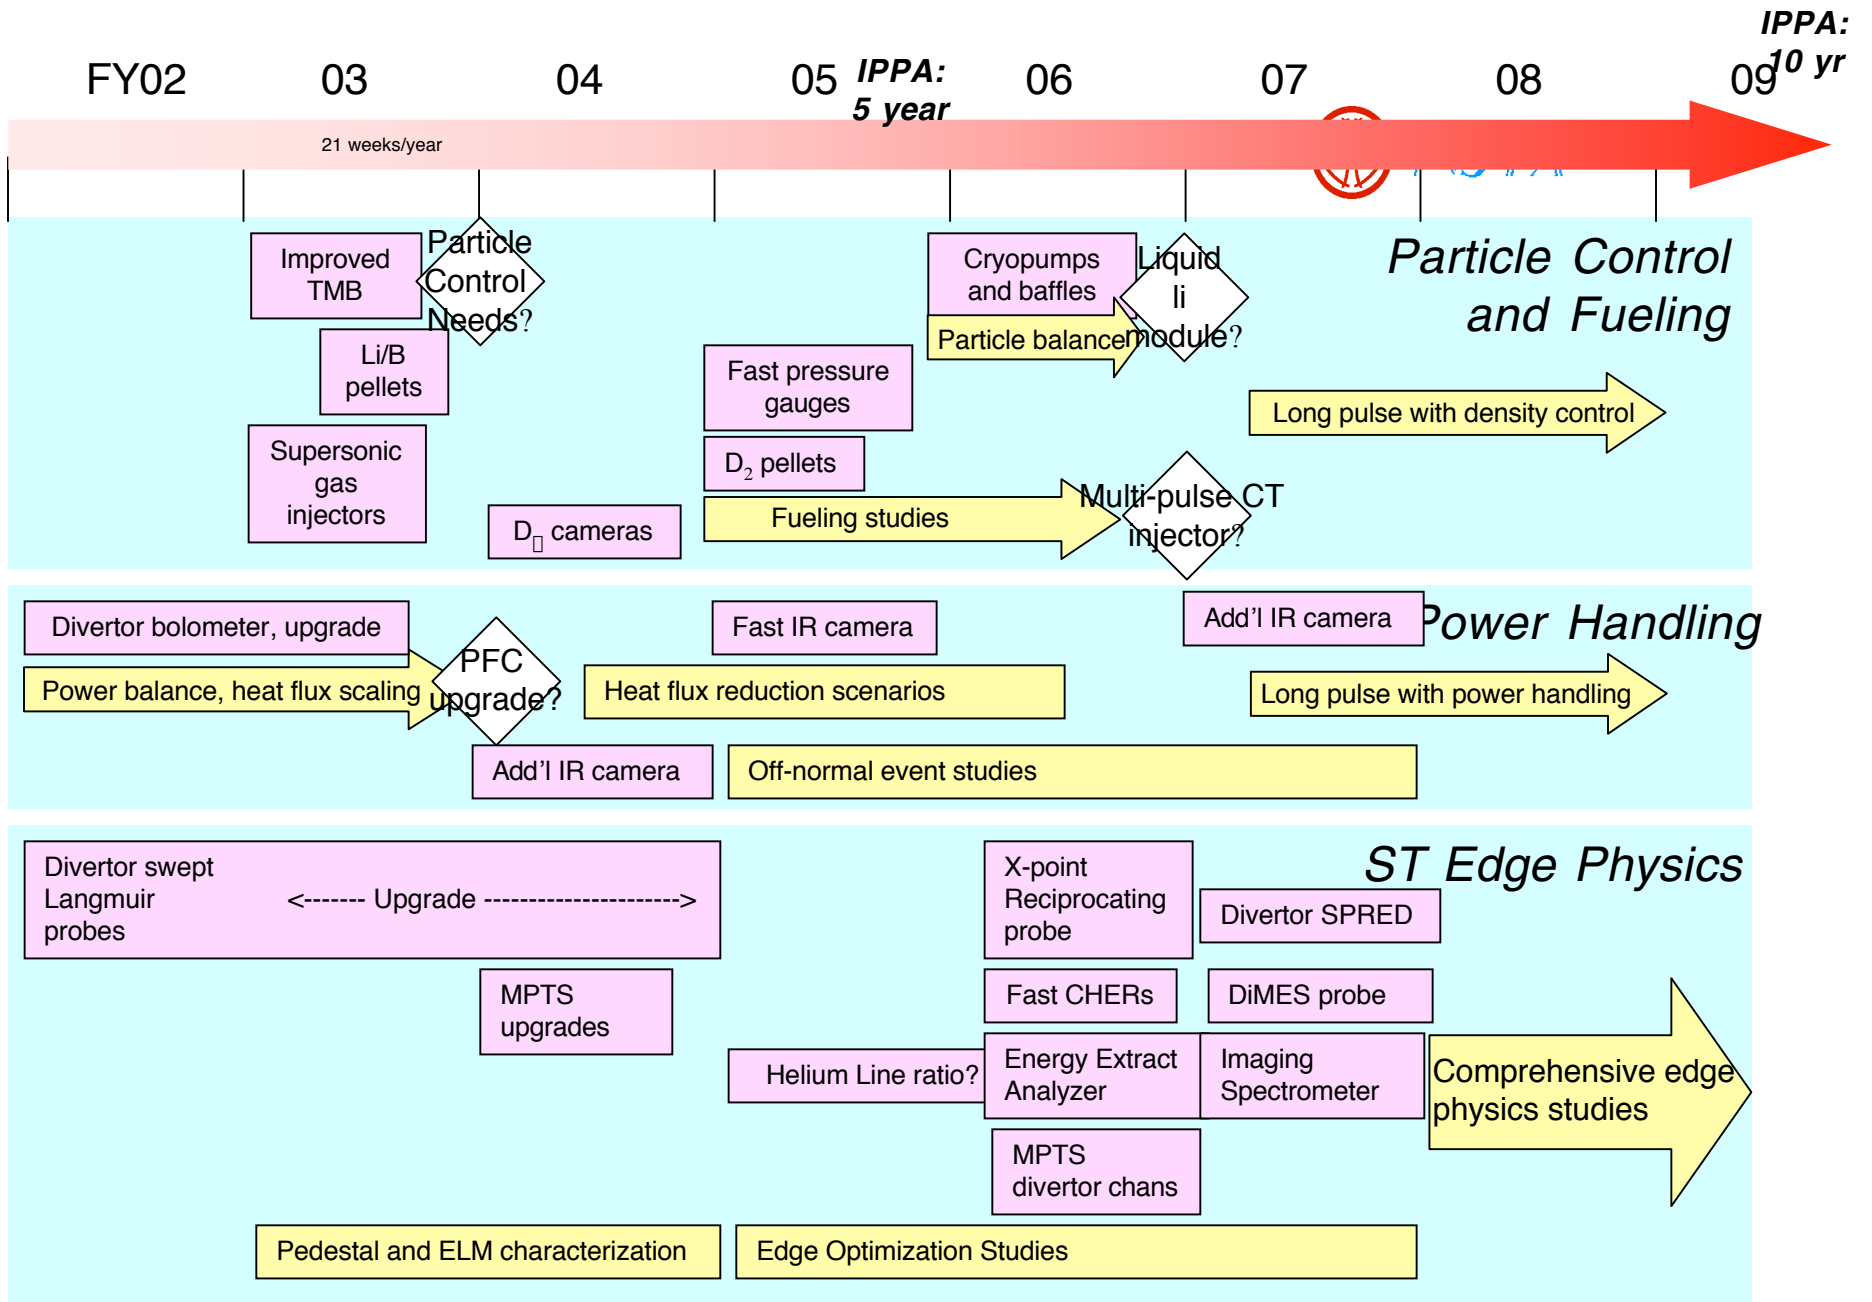 IPPA:
10 yr
FY02 03 04 05 IPPA: 06 07 08 09
5 year
21 weeks/year
Particle Control
and Fueling
Improved
TMB
Particle
Control
Needs?
Cryopumps
and baffles
Liquid
li
module?
Particle balance
Li/B
pellets
Fast pressure
gauges
Long pulse with density control
Supersonic
gas
injectors
D₂ pellets
Multi-pulse CT
injector?
Fueling studies
D▯ cameras
Power Handling
Divertor bolometer, upgrade
Fast IR camera
Add'l IR camera
Power balance, heat flux scaling
PFC
upgrade?
Heat flux reduction scenarios
Long pulse with power handling
Add'l IR camera
Off-normal event studies
ST Edge Physics
Divertor swept
Langmuir
probes
<------- Upgrade --------------------->
X-point
Reciprocating
probe
Divertor SPRED
MPTS
upgrades
Fast CHERs
DiMES probe
Helium Line ratio?
Energy Extract
Analyzer
Imaging
Spectrometer
Comprehensive edge
physics studies
MPTS
divertor chans
Pedestal and ELM characterization
Edge Optimization Studies